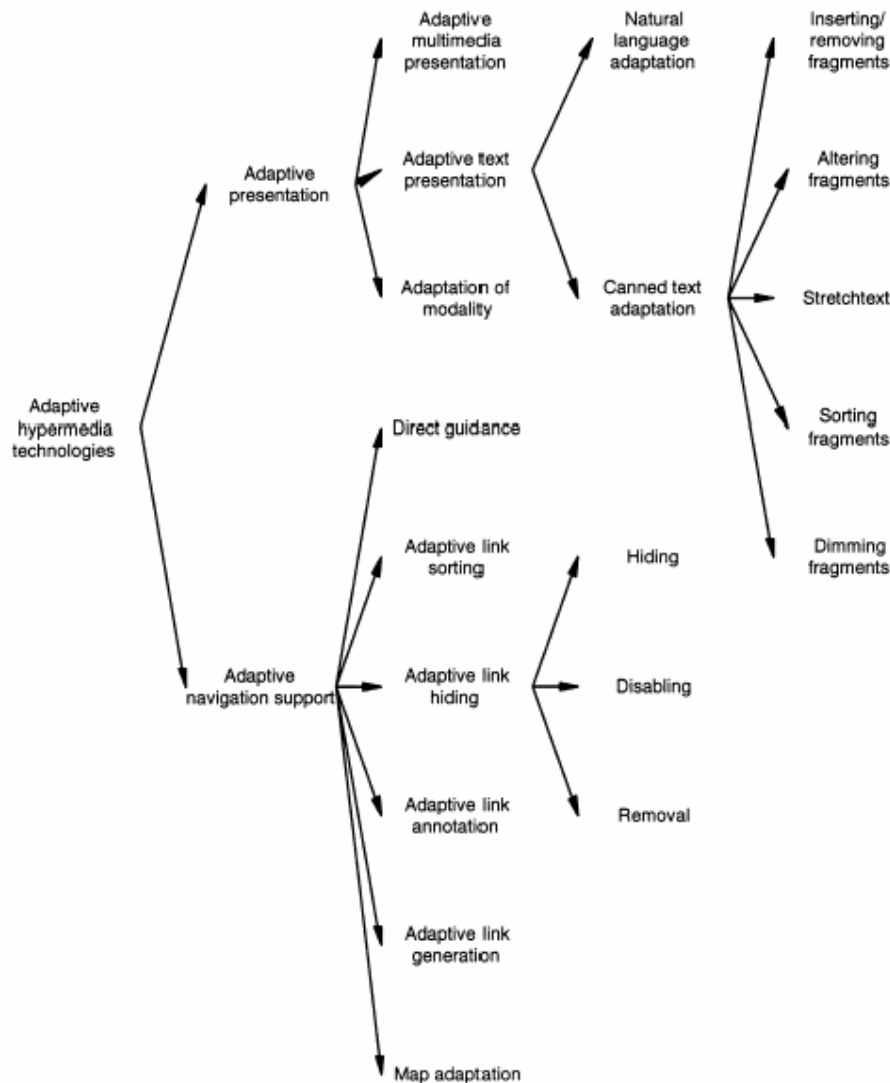 Adaptive
multimedia
presentation
Natural
language
adaptation
Inserting/
removing
fragments
Adaptive
presentation
Adaptive text
presentation
Altering
fragments
Adaptation of
modality
Canned text
adaptation
Stretchtext
Adaptive
hypermedia
technologies
Direct guidance
Sorting
fragments
Adaptive link
sorting
Hiding
Dimming
fragments
Adaptive
navigation support
Adaptive link
hiding
Disabling
Adaptive link
annotation
Removal
Adaptive link
generation
Map adaptation